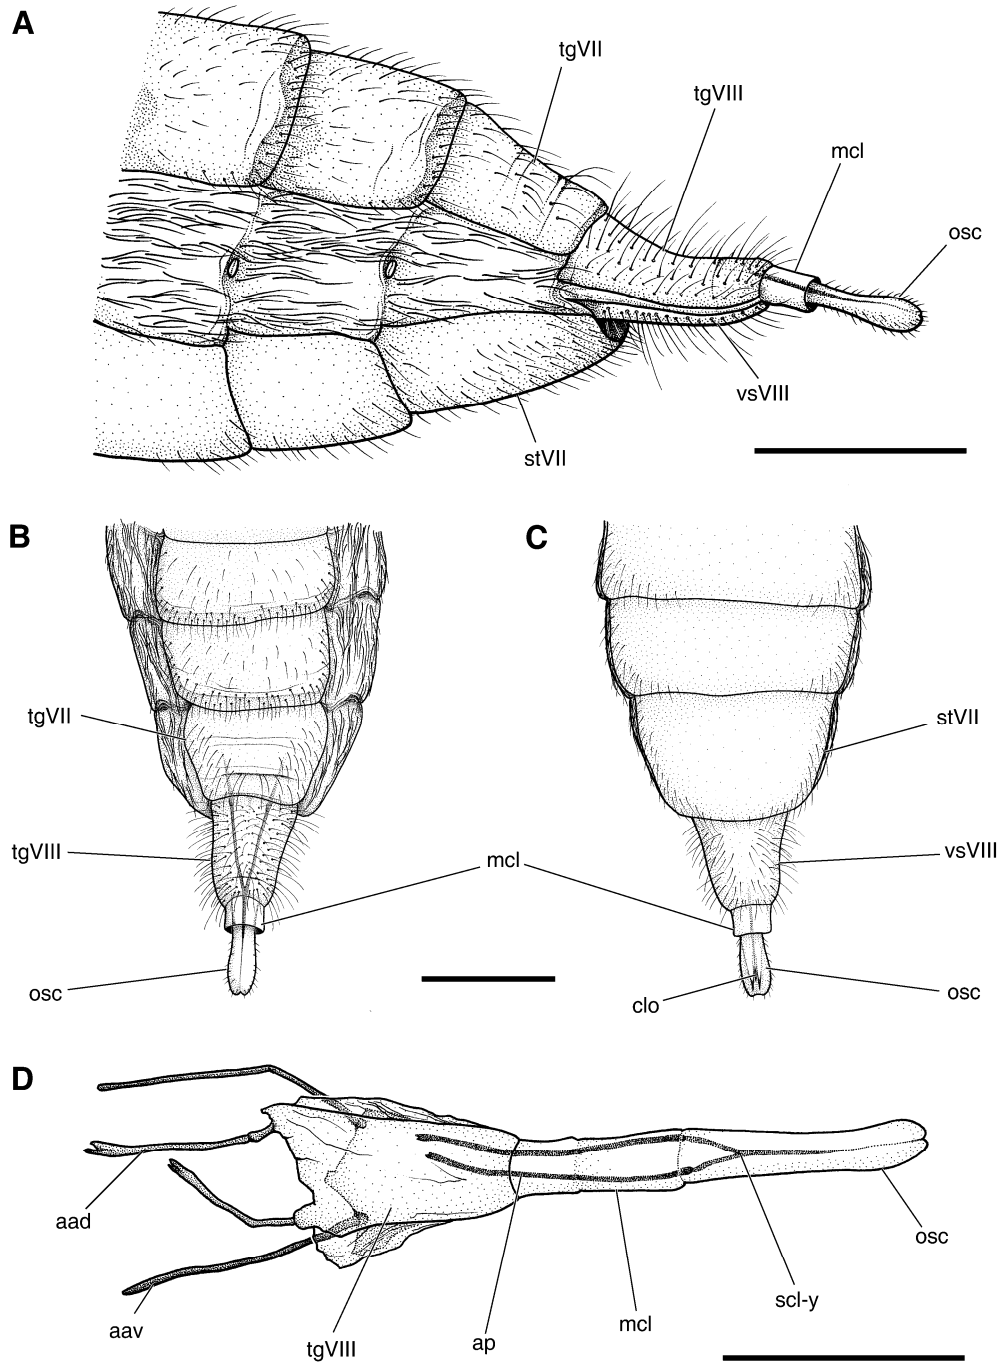 A
tgVII
tgVIII
mcl
osc
vsVIII
stVII
B
C
tgVII
stVII
tgVIII
mcl
vsVIII
osc
clo
osc
D
aad
osc
scl-y
aav
mcl
ap
tgVIII